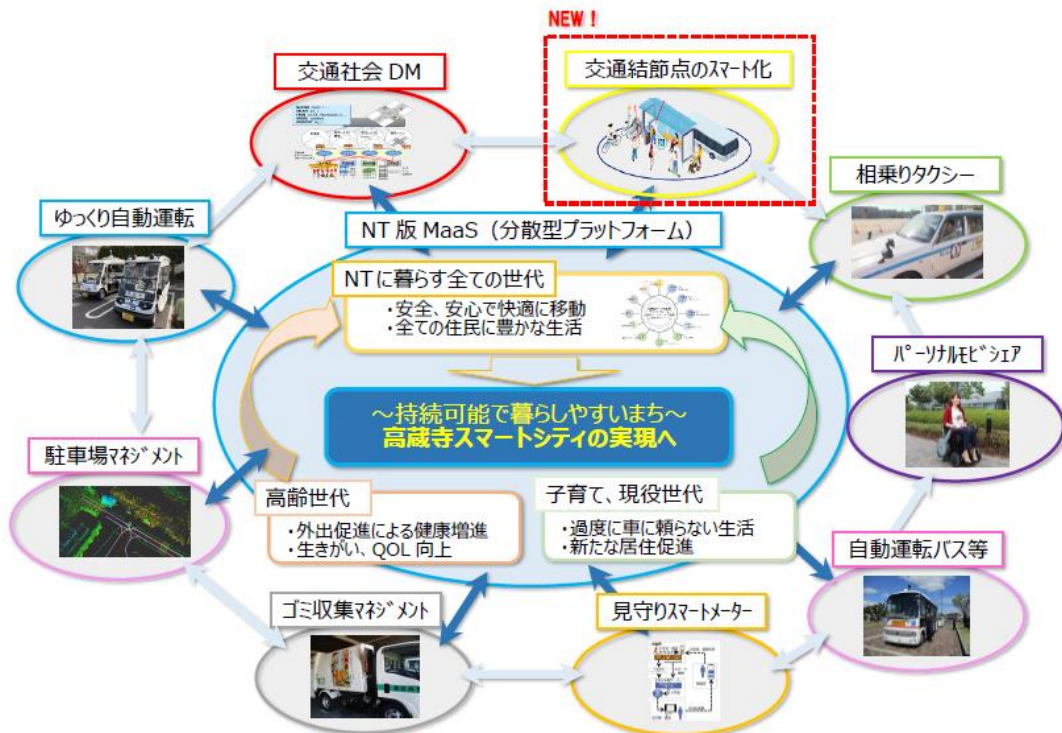 NEW!
交通社会 DM
交通結節点のスマート化
相乗りタクシー
ゆっくり自動運転
NT 版 MaaS（分散型プラットフォーム）
NTに暮らす全ての世代
・安全、安心で快適に移動
・全ての住民に豊かな生活
パーソナルモビシェア
～持続可能で暮らしやすいまち～
高蔵寺スマートシティの実現へ
駐車場マネジメント
高齢世代
・外出促進による健康増進
・生きがい、QOL 向上
子育て、現役世代
・過度に車に頼らない生活
・新たな居住促進
自動運転バス等
ゴミ収集マネジメント
見守りスマートメーター